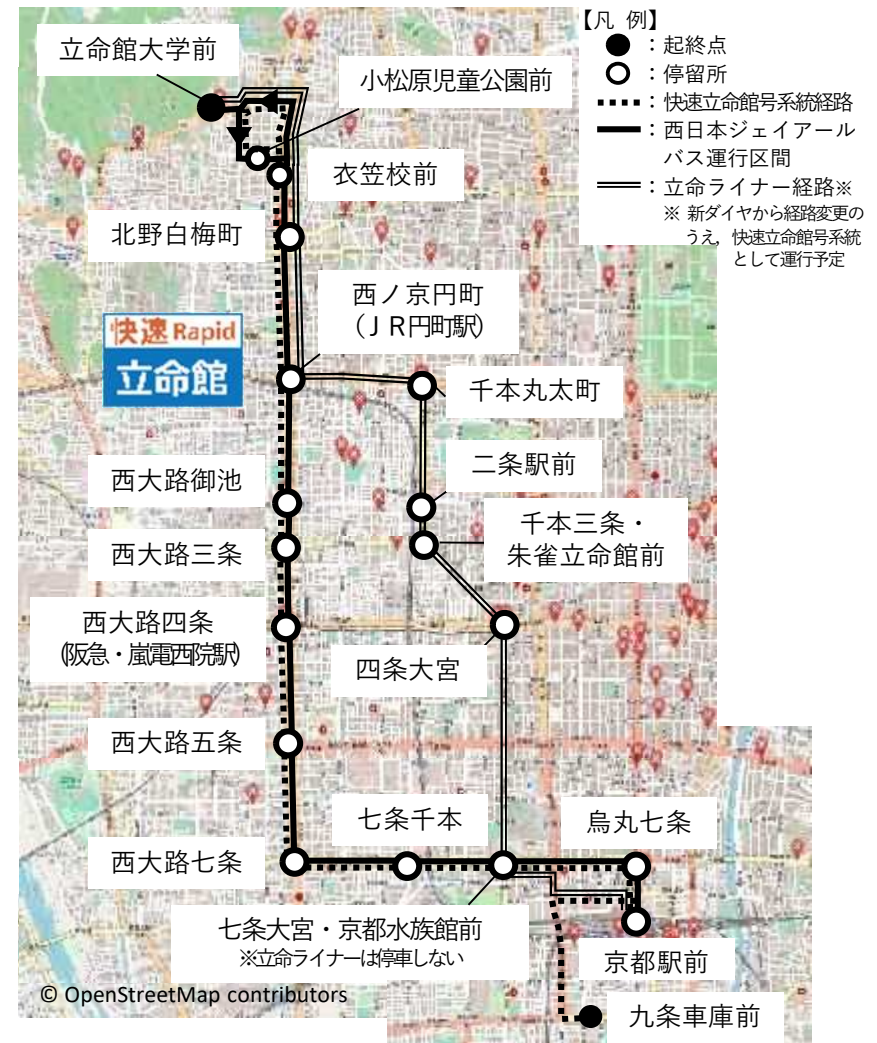 【凡 例】
：起終点
：停留所
：快速立命館号系統経路
：西日本ジェイアール
バス運行区間
：立命ライナー経路※
※ 新ダイヤから経路変更の
うえ，快速立命館号系統
として運行予定
立命館大学前
小松原児童公園前
衣笠校前
北野白梅町
西ノ京円町
（ＪＲ円町駅）
快速 Rapid
立命館
千本丸太町
二条駅前
西大路御池
千本三条・
朱雀立命館前
西大路三条
西大路四条
(阪急・嵐電西院駅)
四条大宮
西大路五条
七条千本
烏丸七条
西大路七条
七条大宮・京都水族館前
※立命ライナーは停車しない
京都駅前
© OpenStreetMap contributors
九条車庫前